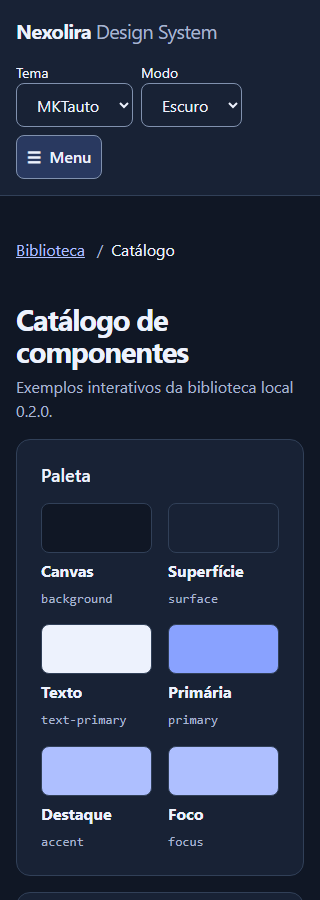 Nexolira Design System
Tema
Modo
MKTauto
Escuro
☰ Menu
Biblioteca / Catálogo
Catálogo de
componentes
Exemplos interativos da biblioteca local
0.2.0.
Paleta
Canvas
background
Superfície
surface
Texto
text-primary
Primária
primary
Destaque
accent
Foco
focus